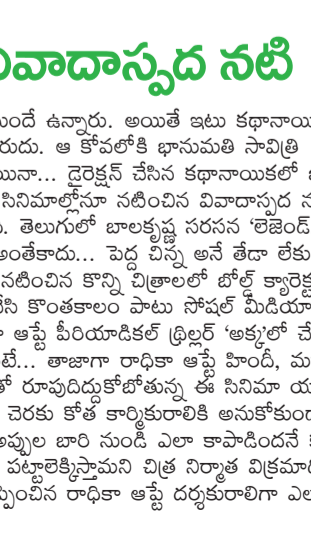 వివాదాస్పద నటి
ముందే ఉన్నారు. అయితే ఇటు కథానాయి
రుదు. ఆ కోవలోకి భానుమతి సావిత్రి
యినా... డైరెక్షన్ చేసిన కథానాయికలో
సినిమాల్లోనూ నటించిన వివాదాస్పద న
. తెలుగులో బాలకృష్ణ సరసన 'లెజెండ్
అంతేకాదు... పెద్ద చిన్న అనే తేడా లేకు
నటించిన కొన్ని చిత్రాలలో బోల్డ్ క్యారెక్ట
చేసి కొంతకాలం పాటు సోషల్ మీడియా
ఆప్టే పీరియాడికల్ థ్రిల్లర్ 'అక్క'లో చే
టే... తాజాగా రాధికా ఆప్టే హిందీ, మ
తో రూపుదిద్దుకోబోతున్న ఈ సినిమా య
చెరకు కోత కార్మికురాలికి అనుకోకుండ
అప్పుల బారి నుండి ఎలా కాపాడిందనే
పట్టాలెక్కిస్తామని చిత్ర నిర్మాత విక్రమాది
ప్పించిన రాధికా ఆప్టే దర్శకురాలిగా ఎల